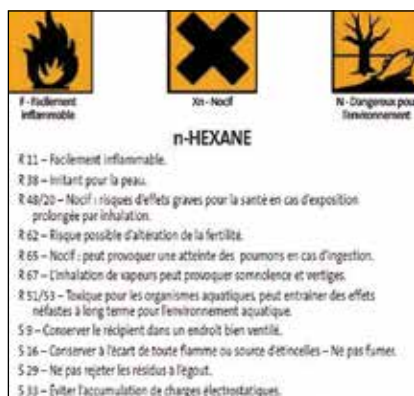 F - Facilement
inflammable
Xn - Nocif
N - Dangereux pour
l'environnement
n-HEXANE
R 11 – Facilement inflammable.
R 38 – Irritant pour la peau.
R 48/20 – Nocif : risques d'effets graves pour la santé en cas d'exposition
prolongée par inhalation.
R 62 – Risque possible d'altération de la fertilité.
R 65 – Nocif : peut provoquer une atteinte des poumons en cas d'ingestion.
R 67 – L'inhalation de vapeurs peut provoquer somnolence et vertiges.
R 51/53 – Toxique pour les organismes aquatiques, peut entraîner des effets
néfastes à long terme pour l'environnement aquatique.
S 9 – Conserver le récipient dans un endroit bien ventilé.
S 16 – Conserver à l'écart de toute flamme ou source d'étincelles – Ne pas fumer.
S 29 – Ne pas rejeter les résidus à l'égout.
S 33 – Éviter l'accumulation de charges électrostatiques.